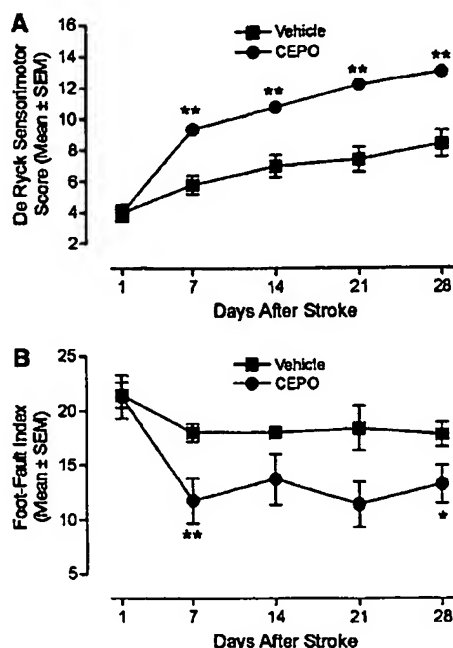 A
Vehicle
CEPO
De Ryck Sensorimotor
Score (Mean ± SEM)
16
14
12
10
8
6
4
2
**
**
**
**
1 7 14 21 28
Days After Stroke
B
Vehicle
CEPO
Foot-Fault Index
(Mean ± SEM)
25
20
15
10
5
**
*
1 7 14 21 28
Days After Stroke